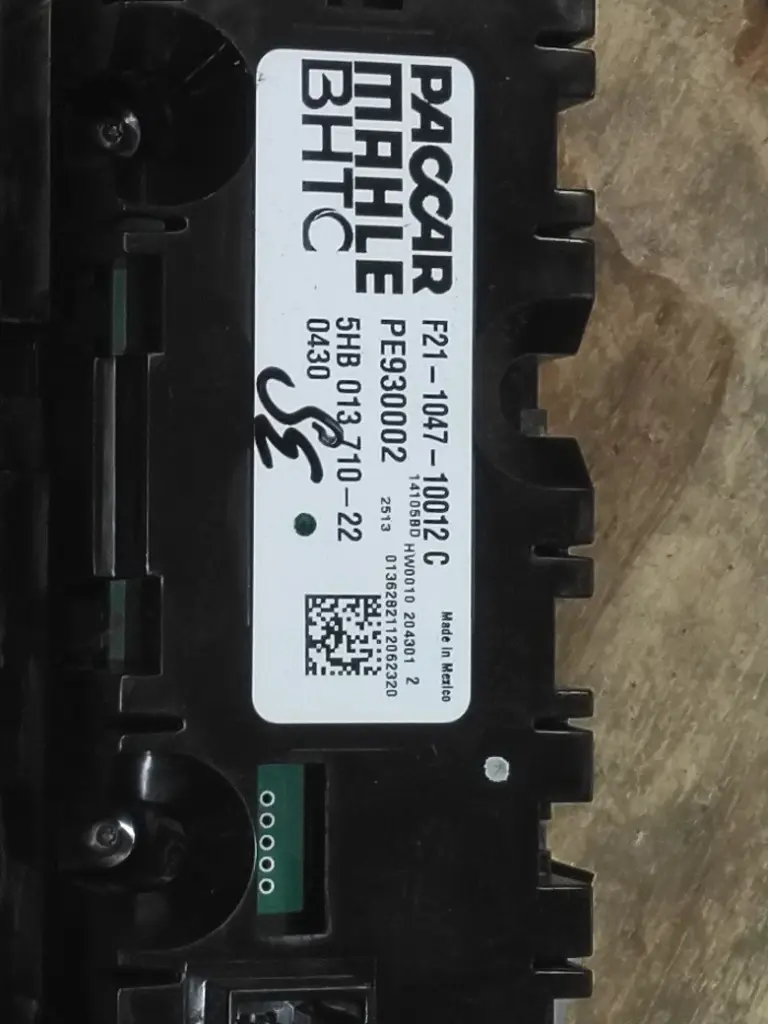 PACCAR
MAHLE
BHTC
F21-1047-10012 C
PE930002
5HB 013 710-22
0430
Made in Mexico
14105BD HW0010 204301 2
2513 0136282112062320